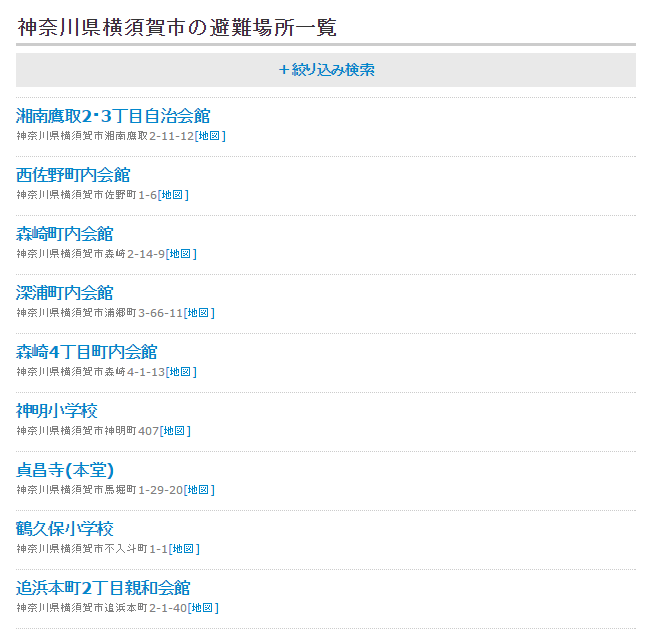 神奈川県横須賀市の避難場所一覧
＋絞り込み検索
湘南鷹取2・3丁目自治会館
神奈川県横須賀市湘南鷹取2-11-12[地図]
西佐野町内会館
神奈川県横須賀市佐野町1-6[地図]
森崎町内会館
神奈川県横須賀市森崎2-14-9[地図]
深浦町内会館
神奈川県横須賀市浦郷町3-66-11[地図]
森崎4丁目町内会館
神奈川県横須賀市森崎4-1-13[地図]
神明小学校
神奈川県横須賀市神明町407[地図]
貞昌寺(本堂)
神奈川県横須賀市馬堀町1-29-20[地図]
鶴久保小学校
神奈川県横須賀市不入斗町1-1[地図]
追浜本町2丁目親和会館
神奈川県横須賀市追浜本町2-1-40[地図]